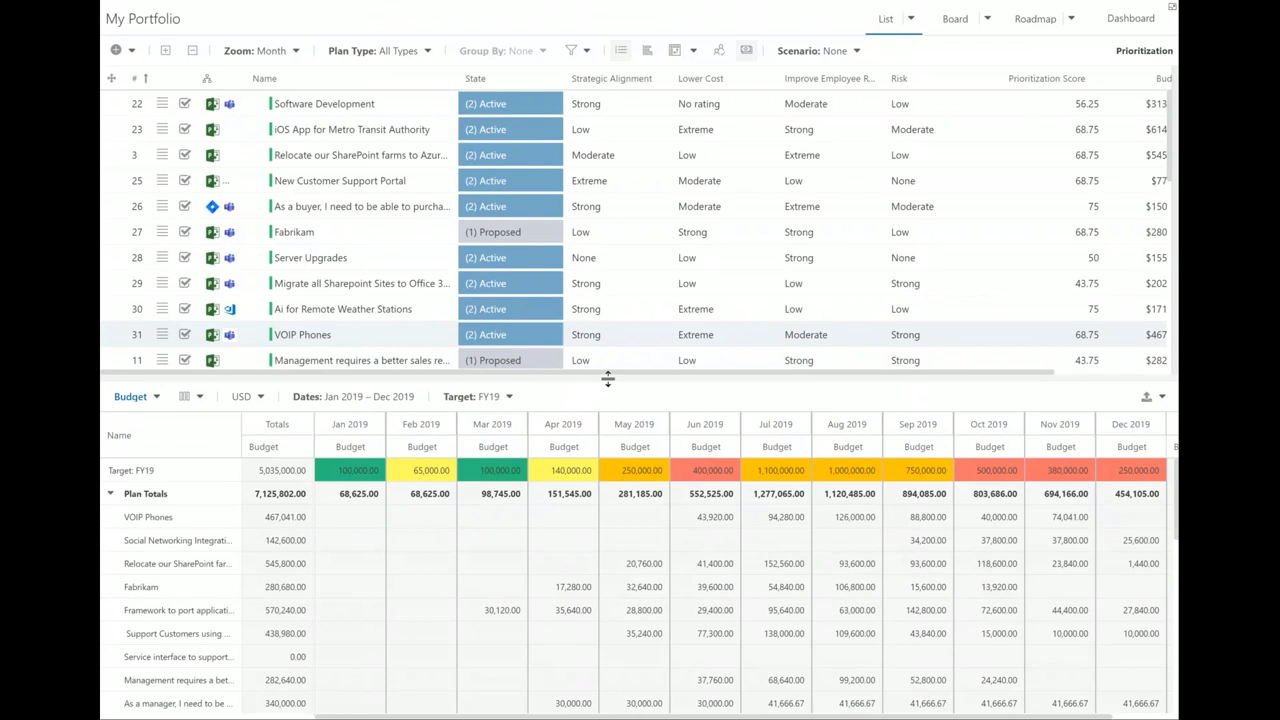 My Portfolio
List Board Roadmap Dashboard
Zoom: Month Plan Type: All Types Group By: None Scenario: None Prioritization
# Name State Strategic Alignment Lower Cost Improve Employee R... Risk Prioritization Score Bud
22 Software Development (2) Active Strong No rating Moderate Low 56.25 $313
23 iOS App for Metro Transit Authority (2) Active Low Extreme Strong Moderate 68.75 $614
3 Relocate our SharePoint farms to Azur... (2) Active Moderate Low Extreme Low 68.75 $545
25 ... New Customer Support Portal (2) Active Extreme Moderate Low None 68.75 $77
26 As a buyer, I need to be able to purcha... (2) Active Strong Moderate Extreme Moderate 75 $150
27 Fabrikam (1) Proposed Low Strong Strong Low 68.75 $280
28 Server Upgrades (2) Active None Low Strong None 50 $155
29 Migrate all Sharepoint Sites to Office 3... (2) Active Strong Low Low Strong 43.75 $202
30 Ai for Remote Weather Stations (2) Active Strong Extreme Low Low 75 $171
31 VOIP Phones (2) Active Strong Extreme Moderate Strong 68.75 $467
11 Management requires a better sales re... (1) Proposed Low Low Strong Strong 43.75 $282
Budget USD Dates: Jan 2019 – Dec 2019 Target: FY19
Name Totals Jan 2019 Feb 2019 Mar 2019 Apr 2019 May 2019 Jun 2019 Jul 2019 Aug 2019 Sep 2019 Oct 2019 Nov 2019 Dec 2019
Budget Budget Budget Budget Budget Budget Budget Budget Budget Budget Budget Budget Budget
Target: FY19 5,035,000.00 100,000.00 65,000.00 100,000.00 140,000.00 250,000.00 400,000.00 1,100,000.00 1,000,000.00 750,000.00 500,000.00 380,000.00 250,000.00
Plan Totals 7,125,802.00 68,625.00 68,625.00 98,745.00 151,545.00 281,185.00 552,525.00 1,277,065.00 1,120,485.00 894,085.00 803,686.00 694,166.00 454,105.00
VOIP Phones 467,041.00 43,920.00 94,280.00 126,000.00 88,800.00 40,000.00 74,041.00
Social Networking Integrati... 142,600.00 34,200.00 37,800.00 37,800.00 25,600.00
Relocate our SharePoint far... 545,800.00 20,760.00 41,400.00 152,560.00 93,600.00 93,600.00 118,600.00 23,840.00 1,440.00
Fabrikam 280,680.00 17,280.00 32,640.00 39,600.00 54,840.00 106,800.00 15,600.00 13,920.00
Framework to port applicati... 570,240.00 30,120.00 35,640.00 28,800.00 29,400.00 95,640.00 63,000.00 142,800.00 72,600.00 44,400.00 27,840.00
Support Customers using ... 438,980.00 35,240.00 77,300.00 138,000.00 109,600.00 43,840.00 15,000.00 10,000.00 10,000.00
Service interface to support... 0.00
Management requires a bet... 282,640.00 37,760.00 68,640.00 99,200.00 52,800.00 24,240.00
As a manager, I need to be ... 340,000.00 30,000.00 30,000.00 30,000.00 41,666.67 41,666.67 41,666.67 41,666.67 41,666.67 41,666.67